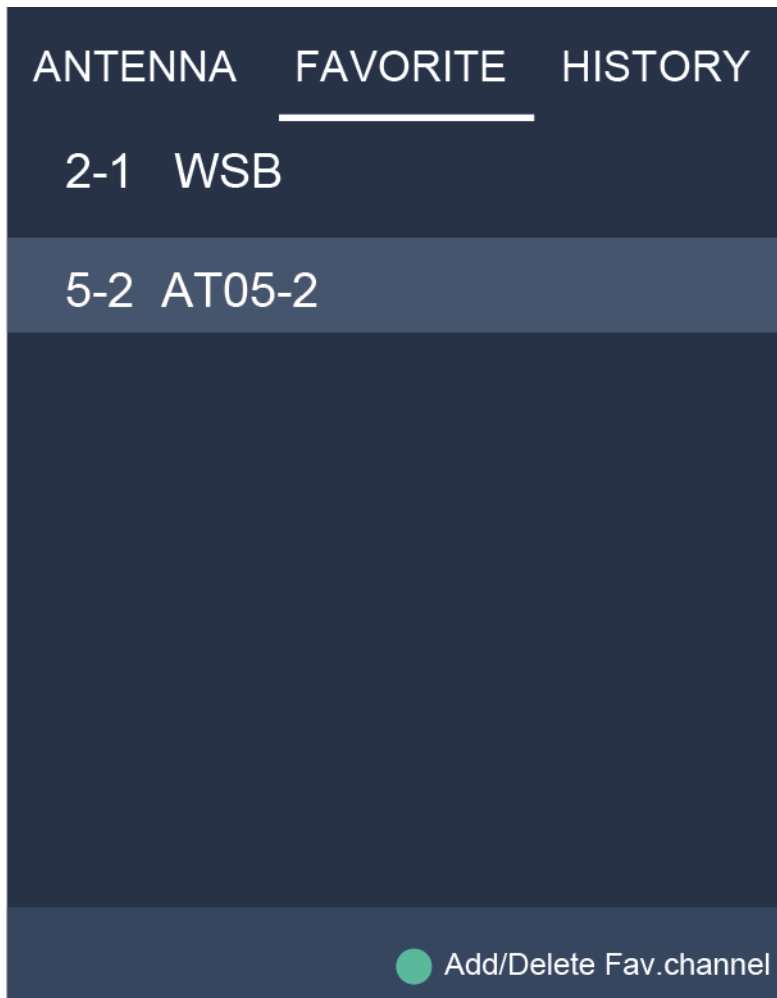 ANTENNA FAVORITE HISTORY
2-1 WSB
5-2 AT05-2
Add/Delete Fav.channel